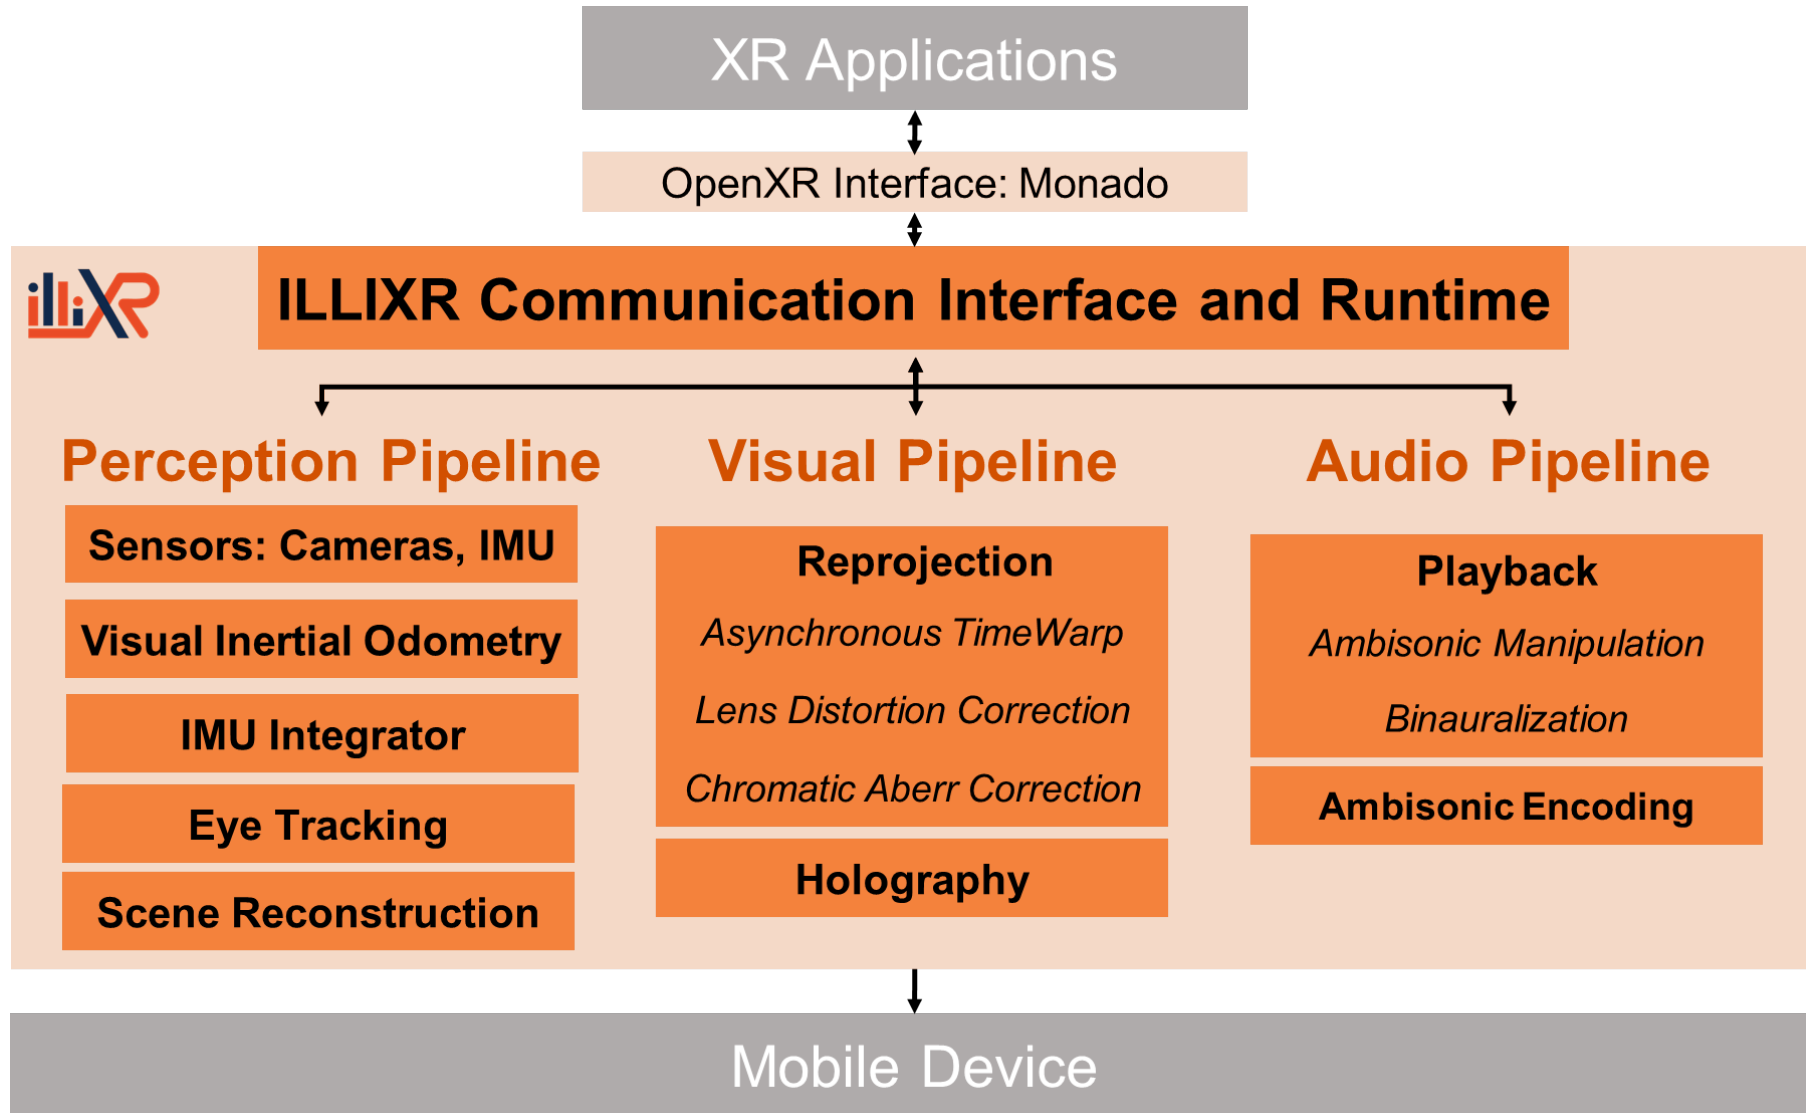 XR Applications
OpenXR Interface: Monado
illiXR
ILLIXR Communication Interface and Runtime
Perception Pipeline
Sensors: Cameras, IMU
Visual Inertial Odometry
IMU Integrator
Eye Tracking
Scene Reconstruction
Visual Pipeline
Reprojection
Asynchronous TimeWarp
Lens Distortion Correction
Chromatic Aberr Correction
Holography
Audio Pipeline
Playback
Ambisonic Manipulation
Binauralization
Ambisonic Encoding
Mobile Device